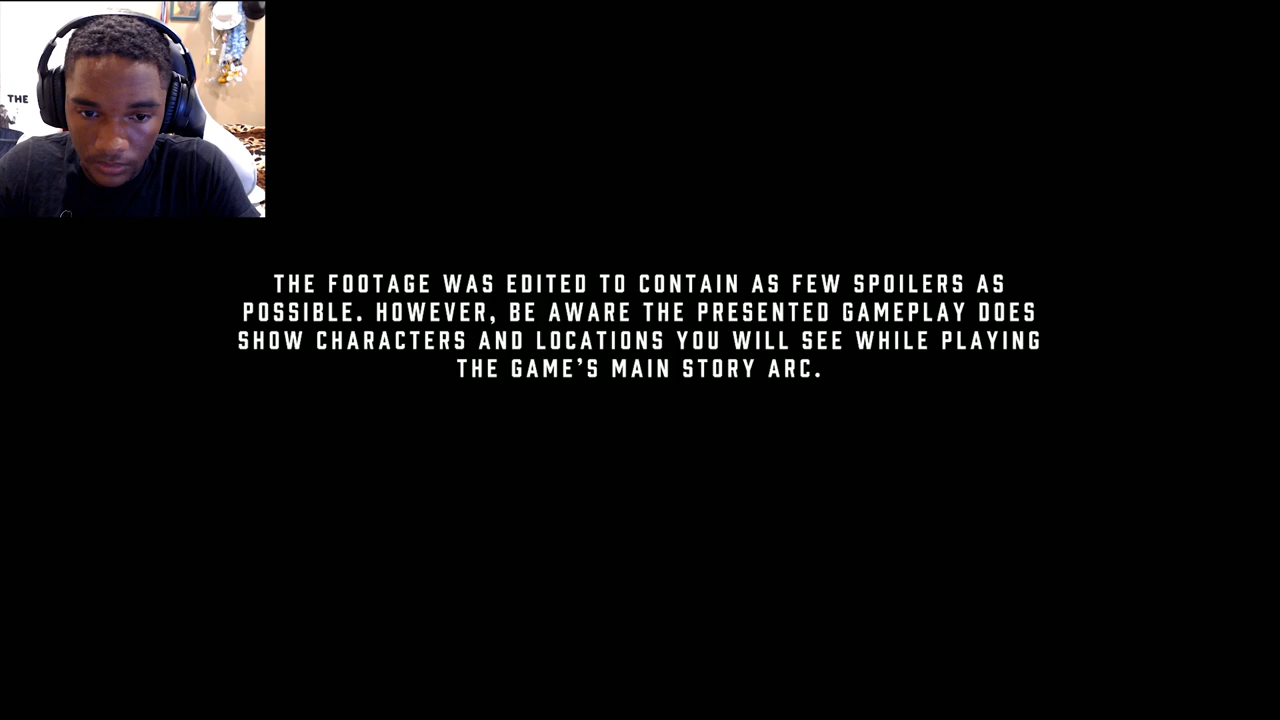 THE
THE FOOTAGE WAS EDITED TO CONTAIN AS FEW SPOILERS AS
POSSIBLE. HOWEVER, BE AWARE THE PRESENTED GAMEPLAY DOES
SHOW CHARACTERS AND LOCATIONS YOU WILL SEE WHILE PLAYING
THE GAME'S MAIN STORY ARC.